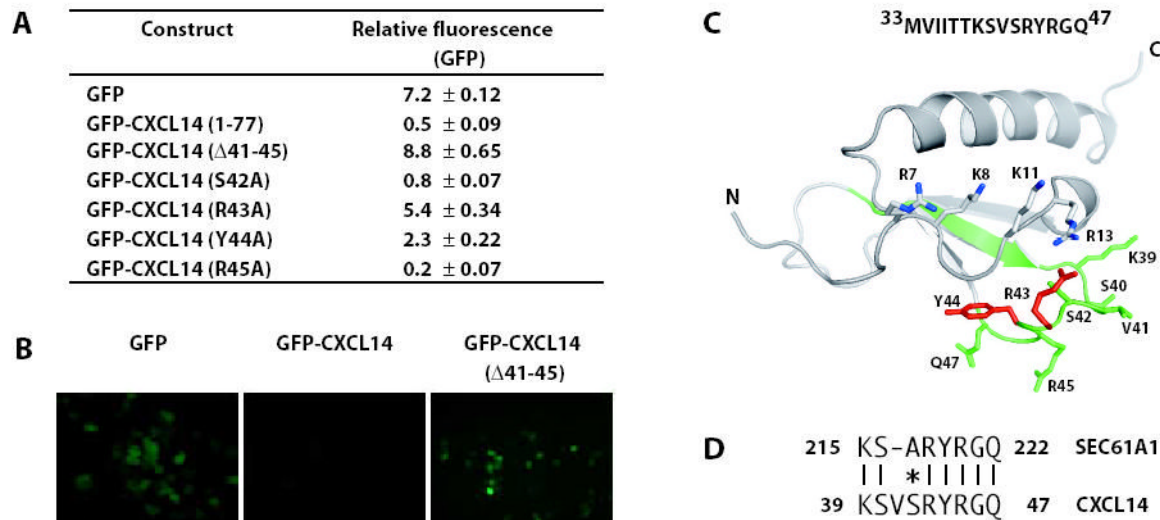 A
Construct Relative fluorescence
(GFP)
GFP 7.2 ± 0.12
GFP-CXCL14 (1-77) 0.5 ± 0.09
GFP-CXCL14 (Δ41-45) 8.8 ± 0.65
GFP-CXCL14 (S42A) 0.8 ± 0.07
GFP-CXCL14 (R43A) 5.4 ± 0.34
GFP-CXCL14 (Y44A) 2.3 ± 0.22
GFP-CXCL14 (R45A) 0.2 ± 0.07
B
GFP GFP-CXCL14 GFP-CXCL14
(Δ41-45)
C
33MVIITTKSVSRYRGQ47
C
N
R7 K8 K11
R13
K39
S40
Y44 R43
S42
V41
Q47
R45
D
215 KS-ARYRGQ 222 SEC61A1
| | * | | | | |
39 KSVSRYRGQ 47 CXCL14